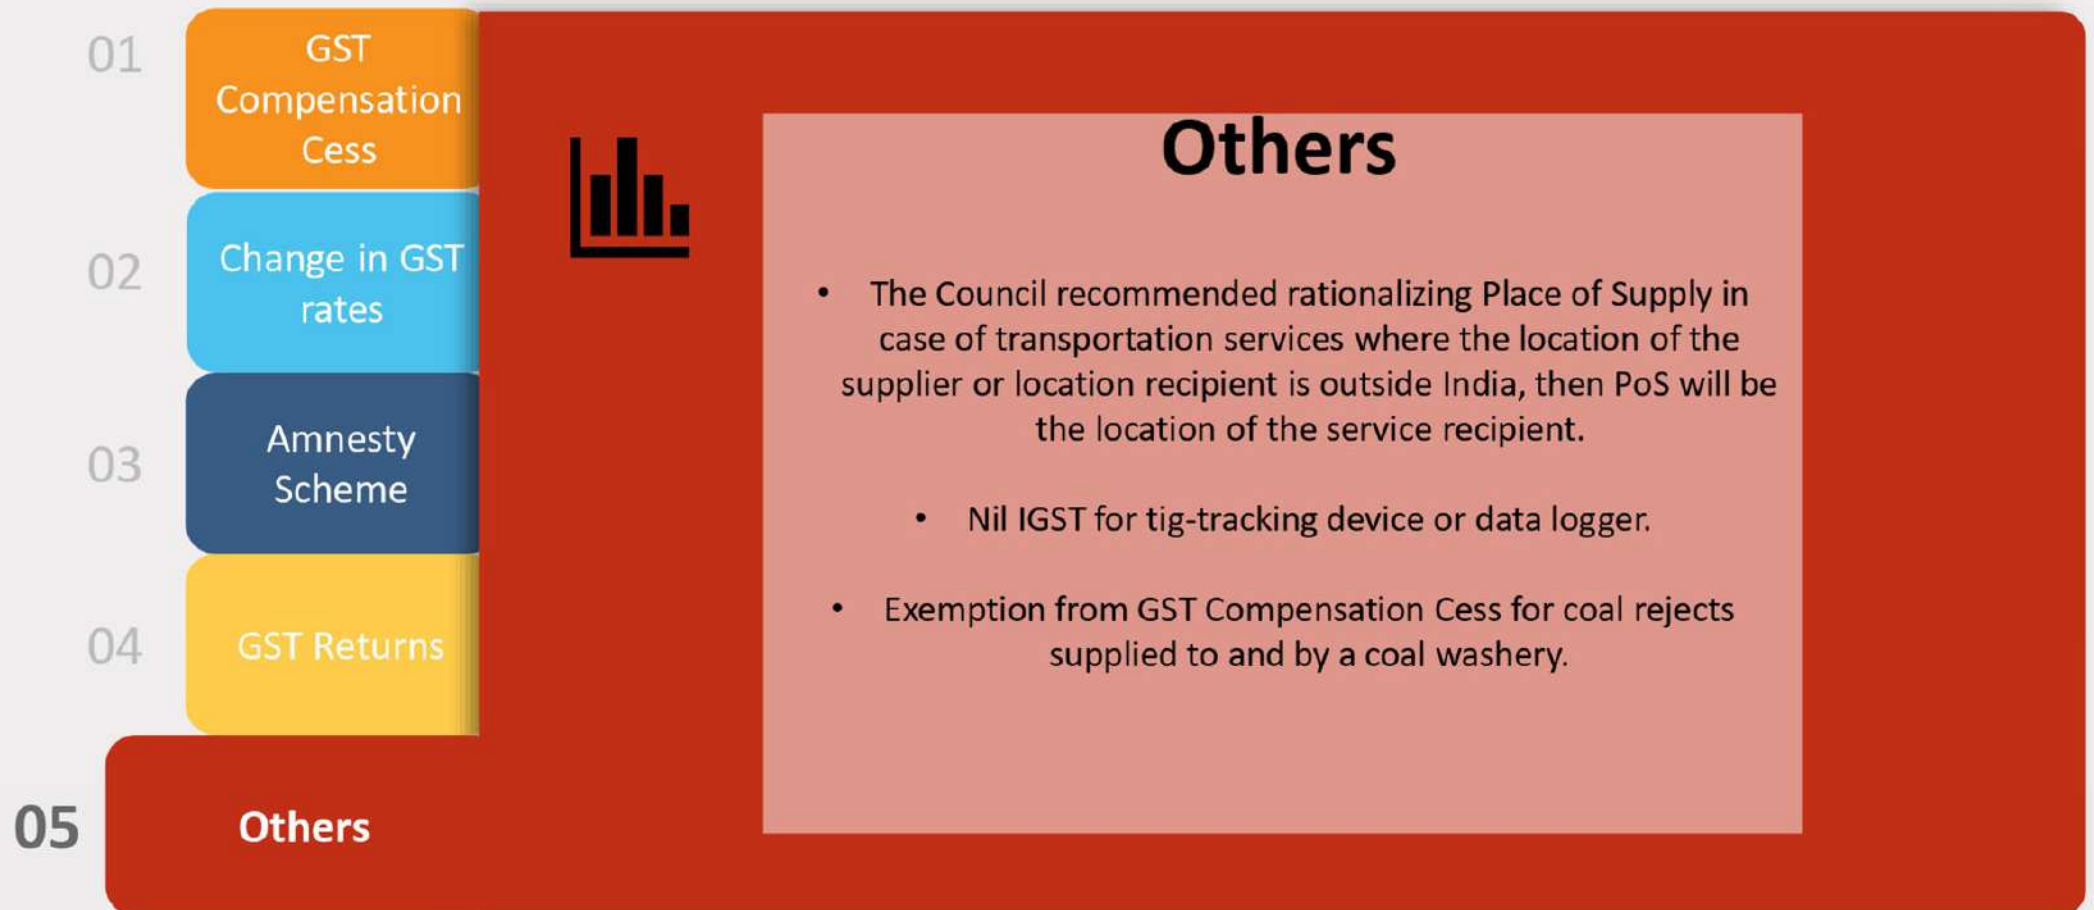 01
GST
Compensation
Cess
02
Change in GST
rates
03
Amnesty
Scheme
04
GST Returns
05
Others
Others
• The Council recommended rationalizing Place of Supply in
case of transportation services where the location of the
supplier or location recipient is outside India, then PoS will be
the location of the service recipient.
• Nil IGST for tig-tracking device or data logger.
• Exemption from GST Compensation Cess for coal rejects
supplied to and by a coal washery.